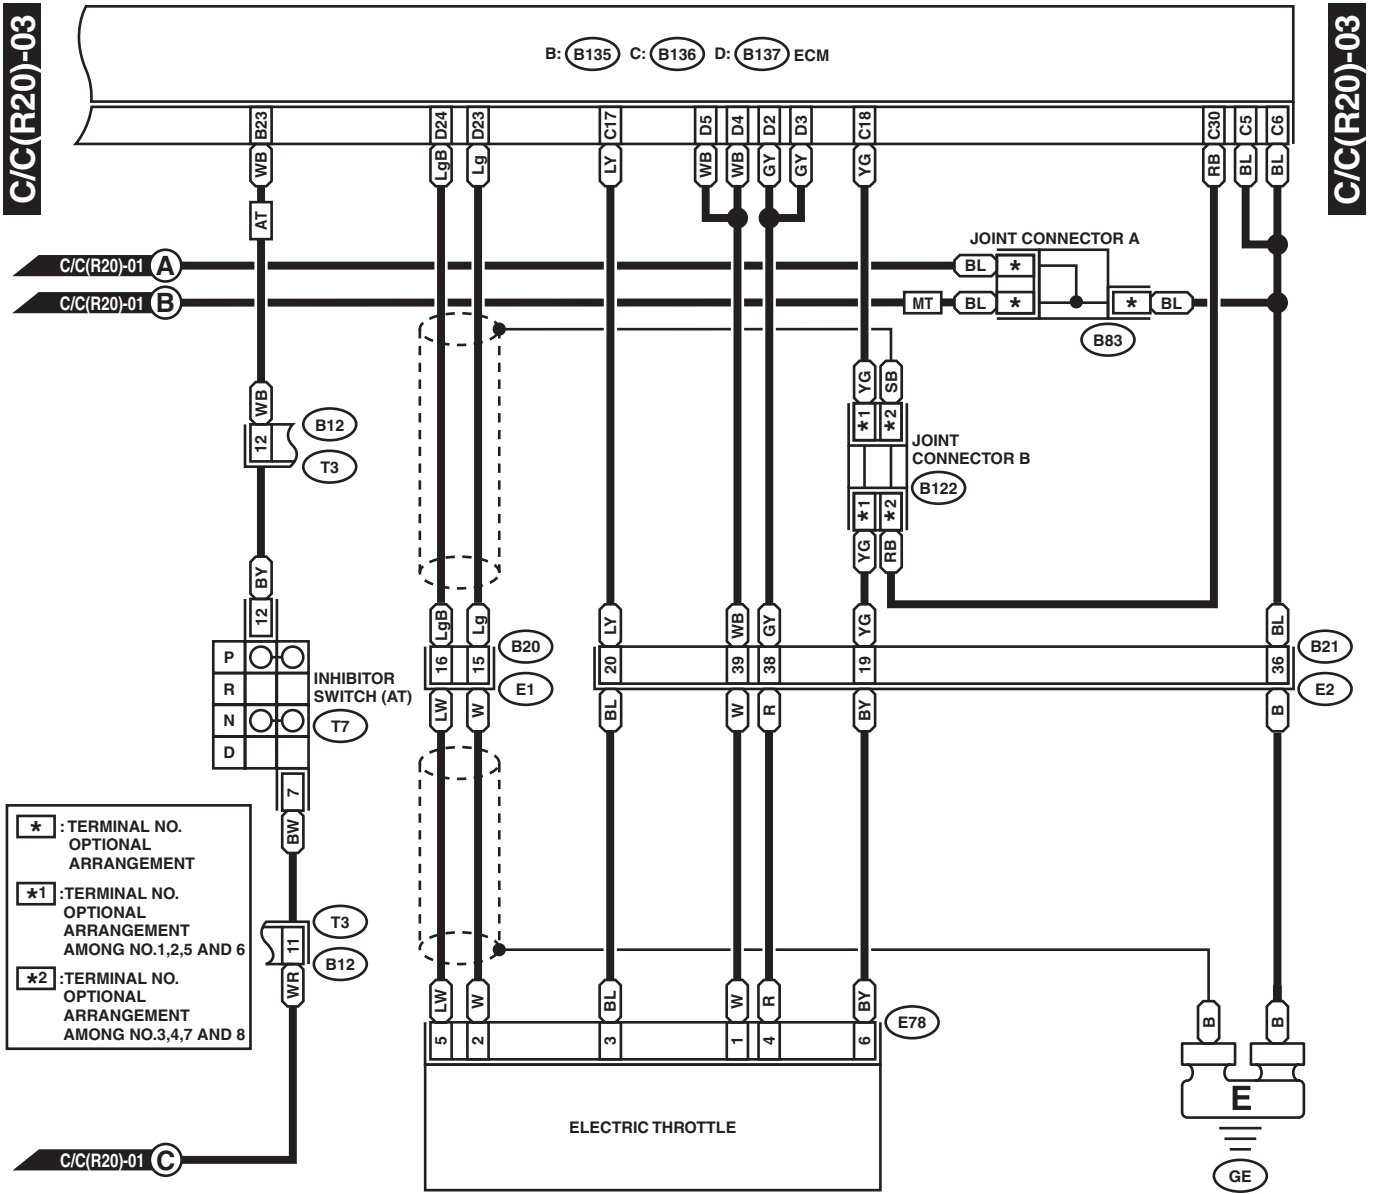 C/C(R20)-03
C/C(R20)-03
B: B135 C: B136 D: B137 ECM
B23 D24 D23 C17 D5 D4 D2 D3 C18 C30 C5 C6
WB LgB Lg LY WB WB GY GY YG RB BL BL
AT
JOINT CONNECTOR A
C/C(R20)-01 A BL *
C/C(R20)-01 B MT BL * * BL
B83
WB YG SB
12 B12 *1 *2
T3
JOINT
CONNECTOR B
B122
*1 *2
YG RB
BY
12
LgB Lg LY WB GY YG BL
16 15 B20 20 39 38 19 36 B21
E1 E2
LW W BL W R BY B
P
R
N
D
INHIBITOR
SWITCH (AT)
T7
7
BW
* : TERMINAL NO.
OPTIONAL
ARRANGEMENT
*1 :TERMINAL NO.
OPTIONAL
ARRANGEMENT
AMONG NO.1,2,5 AND 6
*2 :TERMINAL NO.
OPTIONAL
ARRANGEMENT
AMONG NO.3,4,7 AND 8
T3
11
B12
WR
LW W BL W R BY B B
5 2 3 1 4 6 E78
ELECTRIC THROTTLE
E
GE
C/C(R20)-01 C